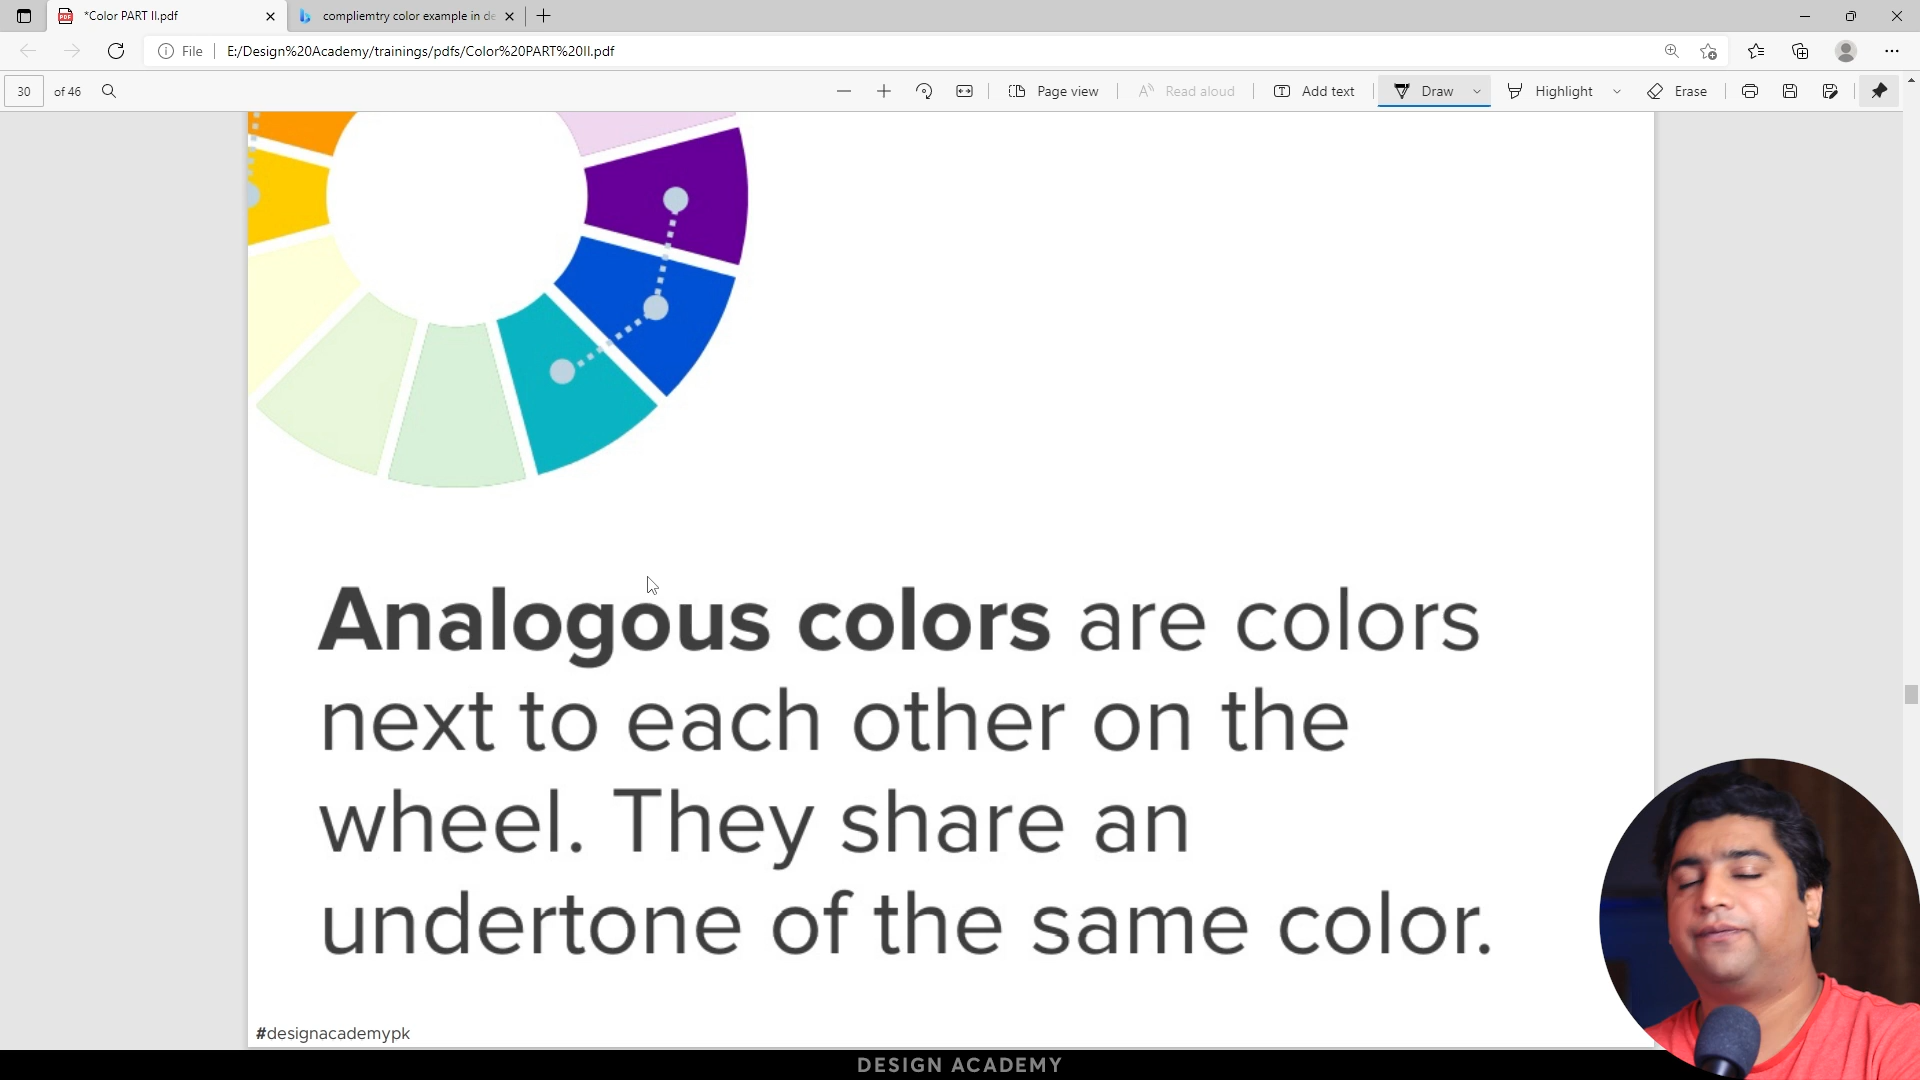 *Color PART II.pdf
compliemtry color example in de
File
E:/Design%20Academy/trainings/pdfs/Color%20PART%20II.pdf
30 of 46
Page view
Read aloud
Add text
Draw
Highlight
Erase
Analogous colors are colors
next to each other on the
wheel. They share an
undertone of the same color.
#designacademypk
DESIGN ACADEMY